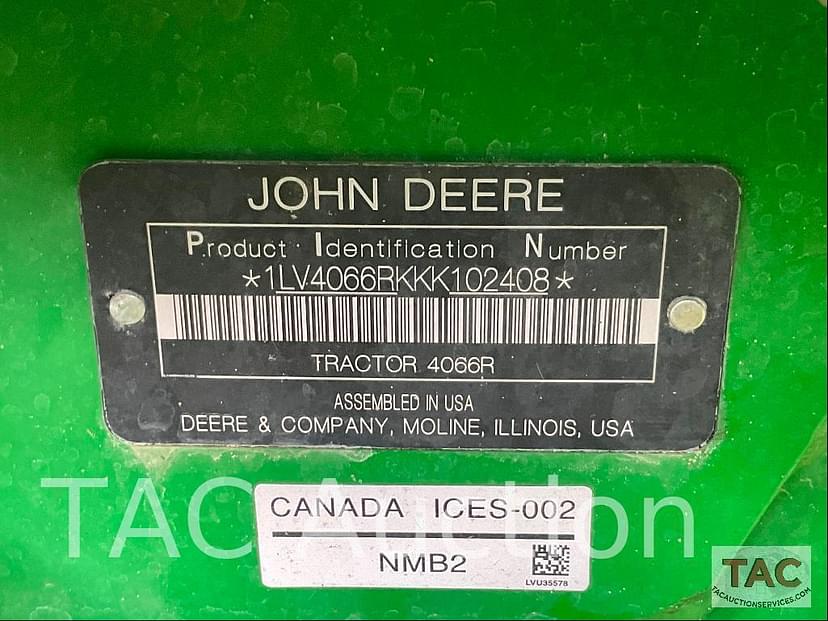 JOHN DEERE
Product Identification Number
*1LV4066RKKK102408*
TRACTOR 4066R
ASSEMBLED IN USA
DEERE & COMPANY, MOLINE, ILLINOIS, USA
TAC Auction
CANADA ICES-002
NMB2
LVU35578
TAC
TACAUCTIONSERVICES.COM